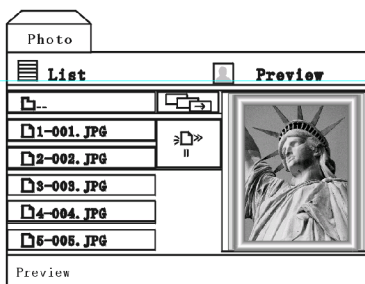 Photo
List
Preview
--
1-001.JPG
2-002.JPG
3-003.JPG
4-004.JPG
5-005.JPG
Preview